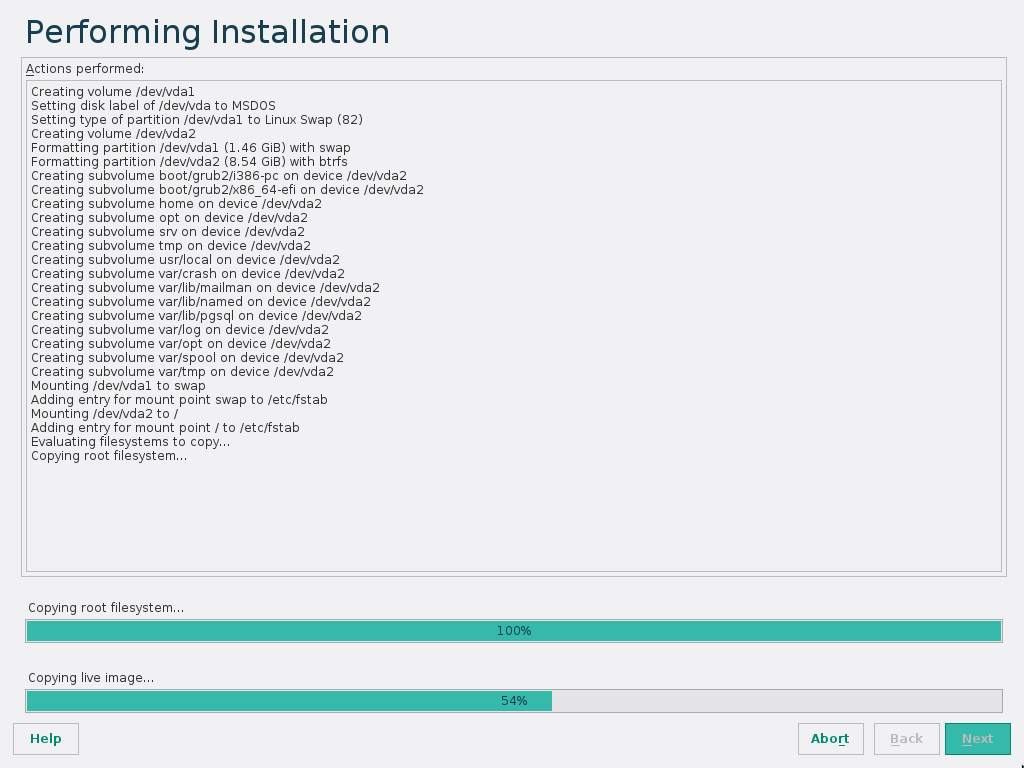 Performing Installation
Actions performed:
Creating volume /dev/vda1
Setting disk label of /dev/vda to MSDOS
Setting type of partition /dev/vda1 to Linux Swap (82)
Creating volume /dev/vda2
Formatting partition /dev/vda1 (1.46 GiB) with swap
Formatting partition /dev/vda2 (8.54 GiB) with btrfs
Creating subvolume boot/grub2/i386-pc on device /dev/vda2
Creating subvolume boot/grub2/x86_64-efi on device /dev/vda2
Creating subvolume home on device /dev/vda2
Creating subvolume opt on device /dev/vda2
Creating subvolume srv on device /dev/vda2
Creating subvolume tmp on device /dev/vda2
Creating subvolume usr/local on device /dev/vda2
Creating subvolume var/crash on device /dev/vda2
Creating subvolume var/lib/mailman on device /dev/vda2
Creating subvolume var/lib/named on device /dev/vda2
Creating subvolume var/lib/pgsql on device /dev/vda2
Creating subvolume var/log on device /dev/vda2
Creating subvolume var/opt on device /dev/vda2
Creating subvolume var/spool on device /dev/vda2
Creating subvolume var/tmp on device /dev/vda2
Mounting /dev/vda1 to swap
Adding entry for mount point swap to /etc/fstab
Mounting /dev/vda2 to /
Adding entry for mount point / to /etc/fstab
Evaluating filesystems to copy...
Copying root filesystem...
Copying root filesystem...
100%
Copying live image...
54%
Help
Abort
Back
Next